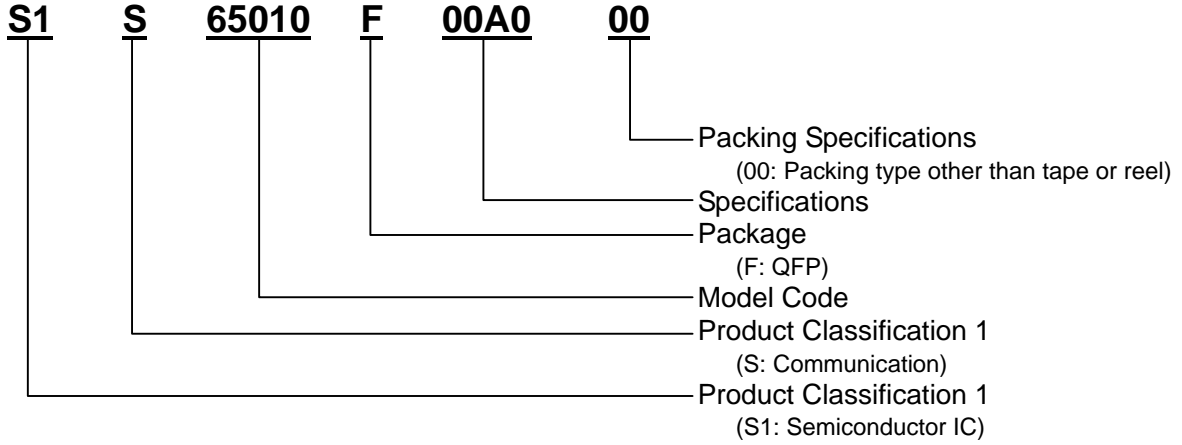 S1 S 65010 F 00A0 00
Packing Specifications
(00: Packing type other than tape or reel)
Specifications
Package
(F: QFP)
Model Code
Product Classification 1
(S: Communication)
Product Classification 1
(S1: Semiconductor IC)